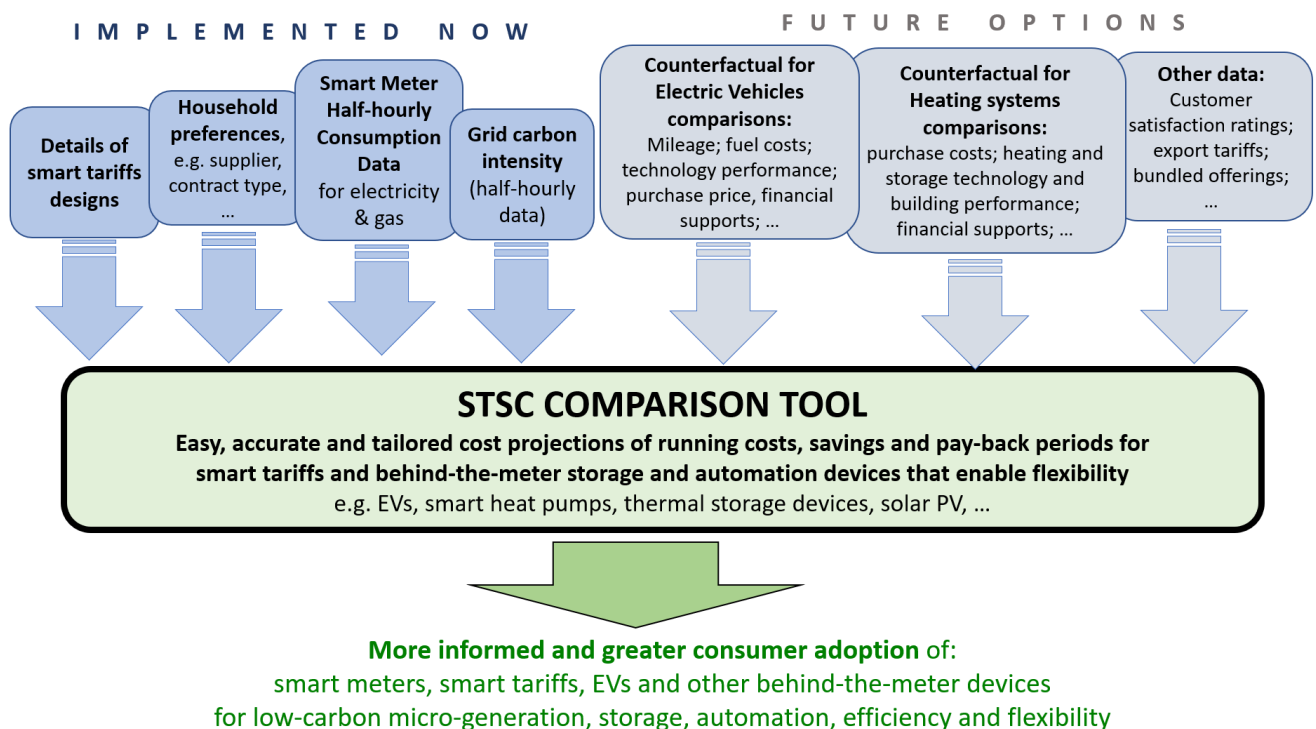 IMPLEMENTED NOW
FUTURE OPTIONS
Details of
smart tariffs
designs
Household
preferences,
e.g. supplier,
contract type,
...
Smart Meter
Half-hourly
Consumption
Data
for electricity
& gas
Grid carbon
intensity
(half-hourly
data)
Counterfactual for
Electric Vehicles
comparisons:
Mileage; fuel costs;
technology performance;
purchase price, financial
supports; ...
Counterfactual for
Heating systems
comparisons:
purchase costs; heating and
storage technology and
building performance;
financial supports; ...
Other data:
Customer
satisfaction ratings;
export tariffs;
bundled offerings;
...
STSC COMPARISON TOOL
Easy, accurate and tailored cost projections of running costs, savings and pay-back periods for
smart tariffs and behind-the-meter storage and automation devices that enable flexibility
e.g. EVs, smart heat pumps, thermal storage devices, solar PV, ...
More informed and greater consumer adoption of:
smart meters, smart tariffs, EVs and other behind-the-meter devices
for low-carbon micro-generation, storage, automation, efficiency and flexibility